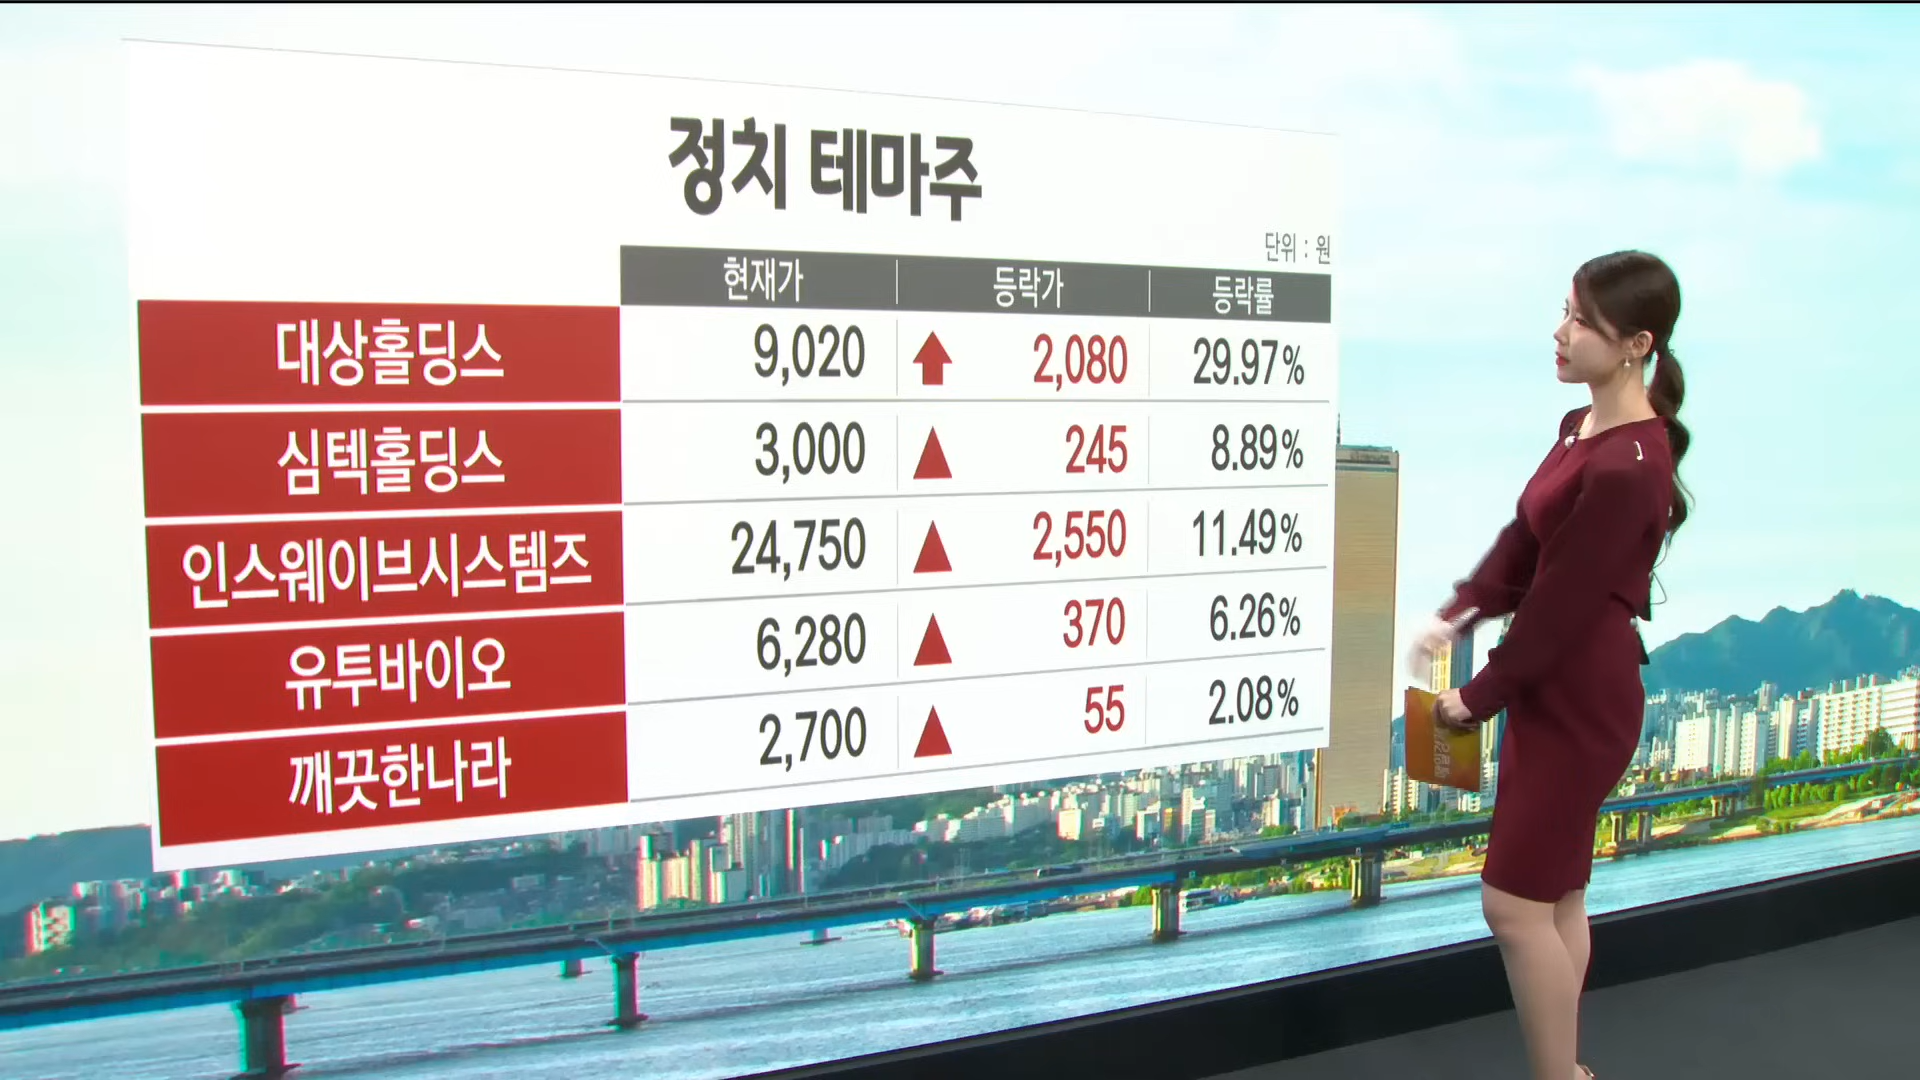 정치 테마주
단위 : 원
현재가 등락가 등락률
대상홀딩스 9,020 2,080 29.97%
심텍홀딩스 3,000 245 8.89%
인스웨이브시스템즈 24,750 2,550 11.49%
유투바이오 6,280 370 6.26%
깨끗한나라 2,700 55 2.08%